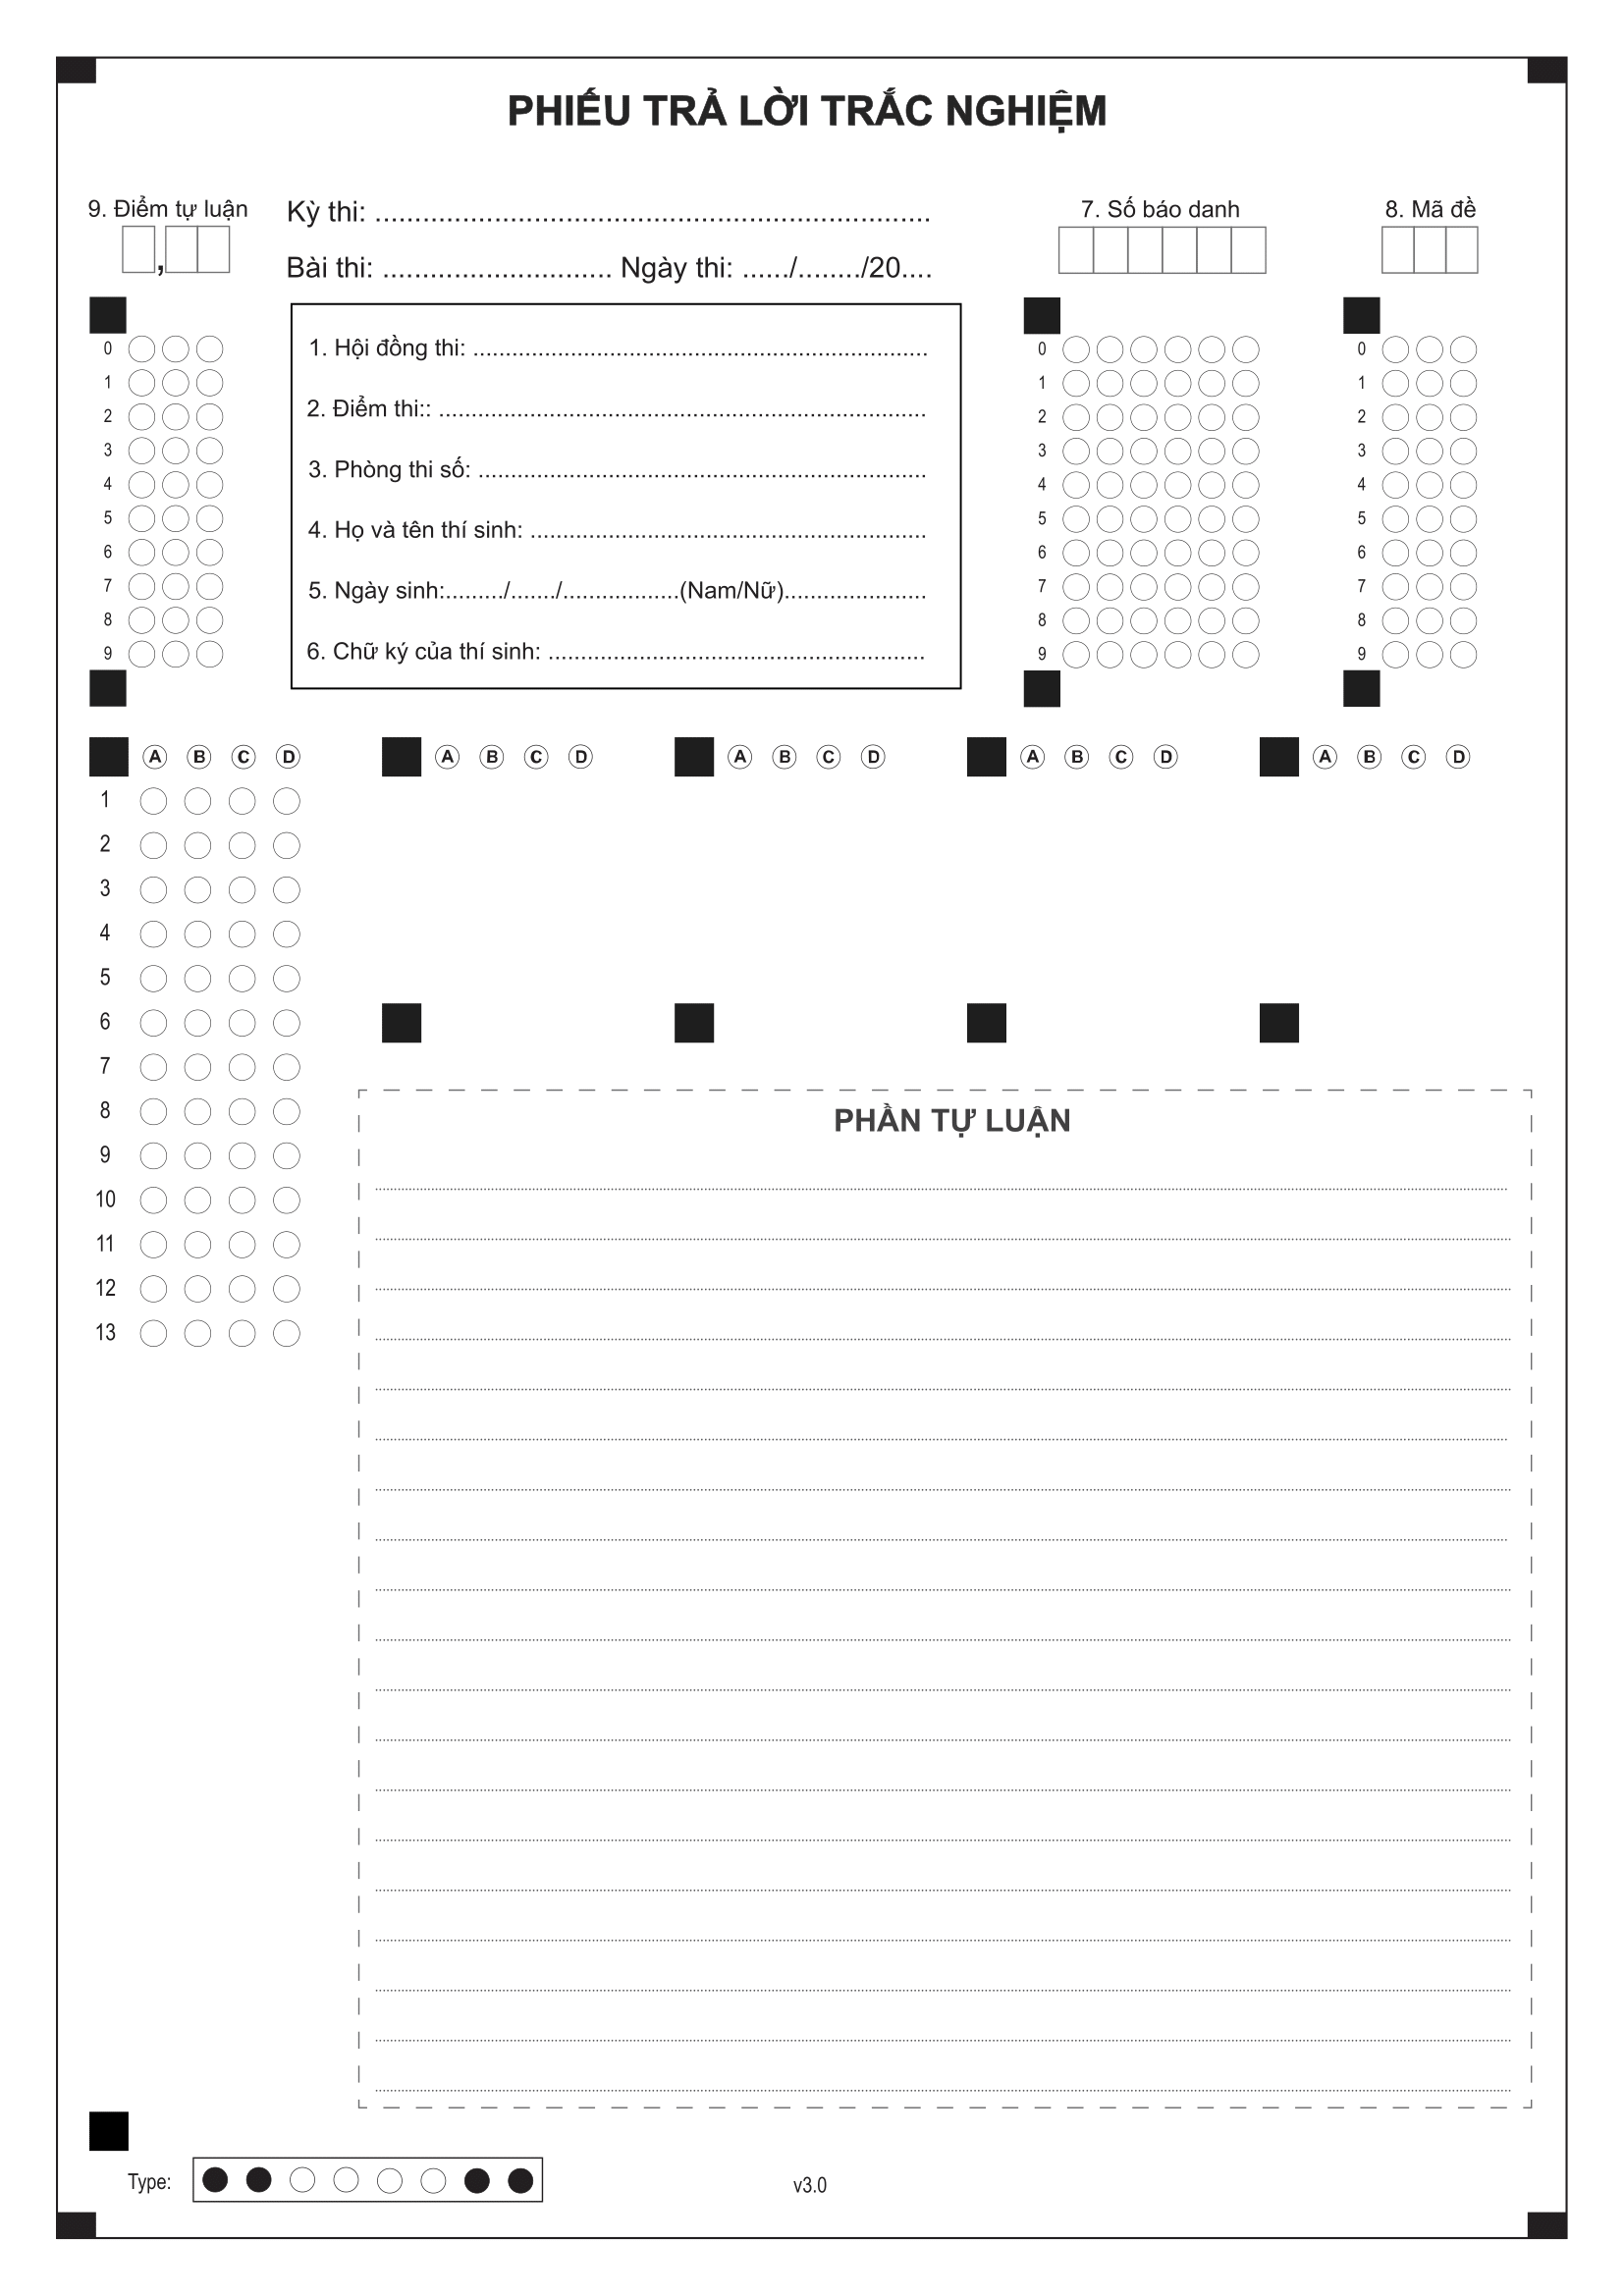 PHIẾU TRẢ LỜI TRẮC NGHIỆM
9. Điểm tự luận
,
Kỳ thi: ......................................................................
Bài thi: ............................. Ngày thi: ....../......../20....
7. Số báo danh
8. Mã đề
0
1
2
3
4
5
6
7
8
9
1. Hội đồng thi: ......................................................................
2. Điểm thi:: ...........................................................................
3. Phòng thi số: .....................................................................
4. Họ và tên thí sinh: .............................................................
5. Ngày sinh:........./......./..................(Nam/Nữ)......................
6. Chữ ký của thí sinh: ..........................................................
0
1
2
3
4
5
6
7
8
9
0
1
2
3
4
5
6
7
8
9
A B C D A B C D A B C D A B C D A B C D
1
2
3
4
5
6
7
8
9
10
11
12
13
PHẦN TỰ LUẬN
Type:
v3.0